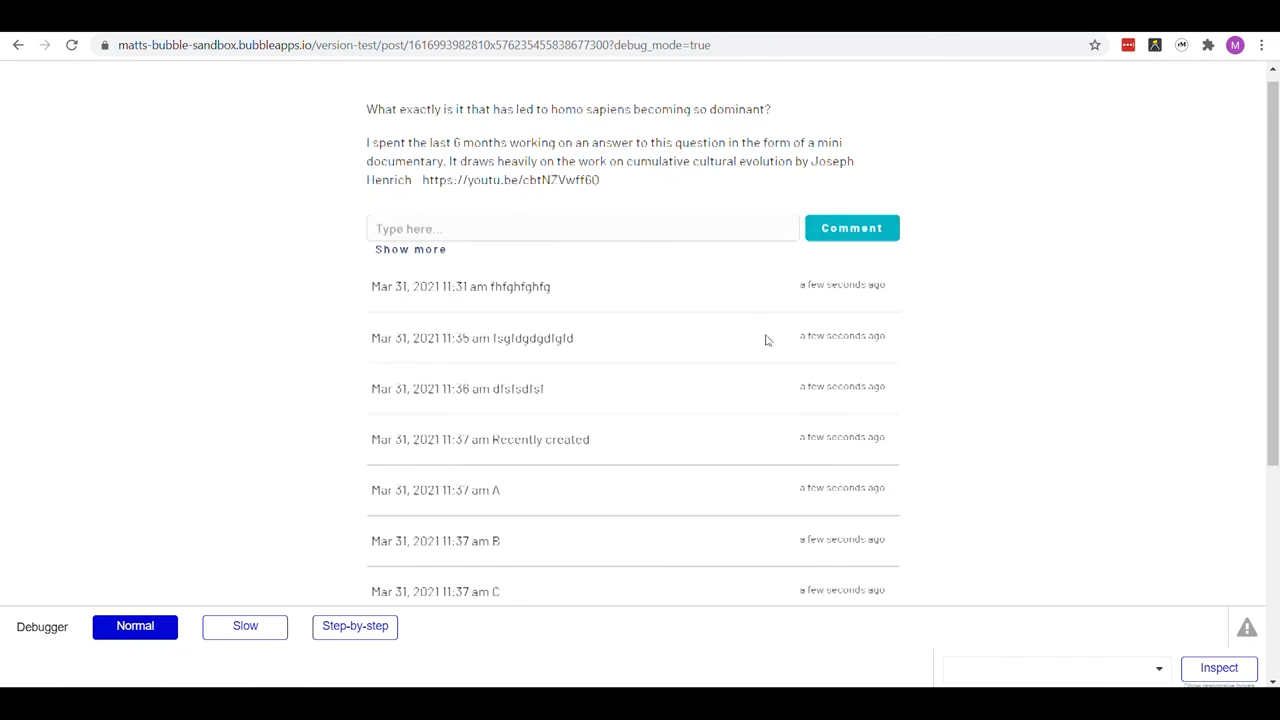 matts-bubble-sandbox.bubbleapps.io/version-test/post/1616993982810x576235455838677300?debug_mode=true
M
What exactly is it that has led to homo sapiens becoming so dominant?
I spent the last 6 months working on an answer to this question in the form of a mini
documentary. It draws heavily on the work on cumulative cultural evolution by Joseph
Henrich https://youtu.be/cbtNZVwff60
Type here...
Comment
Show more
Mar 31, 2021 11:31 am fhfghfghfg
a few seconds ago
Mar 31, 2021 11:35 am fsgfdgdgdfgfd
a few seconds ago
Mar 31, 2021 11:36 am dfsfsdfsf
a few seconds ago
Mar 31, 2021 11:37 am Recently created
a few seconds ago
Mar 31, 2021 11:37 am A
a few seconds ago
Mar 31, 2021 11:37 am B
a few seconds ago
Mar 31, 2021 11:37 am C
a few seconds ago
Debugger
Normal
Slow
Step-by-step
Inspect
Show responsive boxes